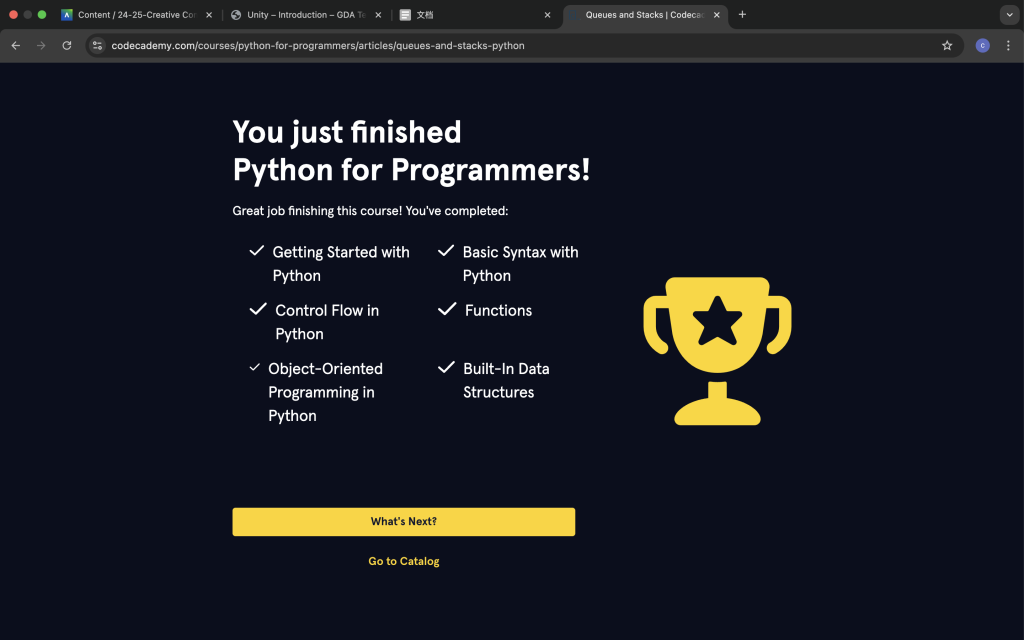 Content / 24-25-Creative Co
Unity – Introduction – GDA Te
文档
Queues and Stacks | Codecac
codecademy.com/courses/python-for-programmers/articles/queues-and-stacks-python
C
You just finished
Python for Programmers!
Great job finishing this course! You've completed:
Getting Started with
Python
Basic Syntax with
Python
Control Flow in
Python
Functions
Object-Oriented
Programming in
Python
Built-In Data
Structures
What's Next?
Go to Catalog